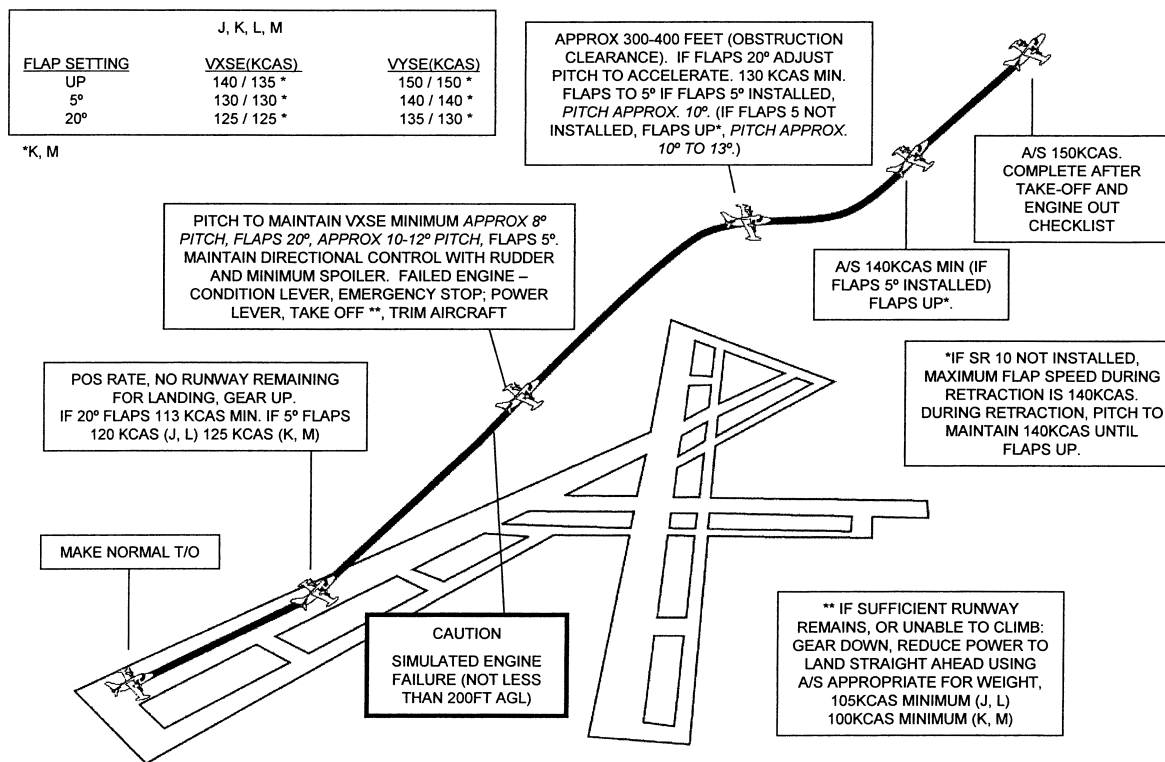 J, K, L, M
FLAP SETTING VXSE(KCAS) VYSE(KCAS)
UP 140 / 135 * 150 / 150 *
5º 130 / 130 * 140 / 140 *
20º 125 / 125 * 135 / 130 *
*K, M
APPROX 300-400 FEET (OBSTRUCTION
CLEARANCE). IF FLAPS 20º ADJUST
PITCH TO ACCELERATE. 130 KCAS MIN.
FLAPS TO 5º IF FLAPS 5º INSTALLED,
PITCH APPROX. 10º. (IF FLAPS 5 NOT
INSTALLED, FLAPS UP*, PITCH APPROX.
10º TO 13º.)
A/S 150KCAS.
COMPLETE AFTER
TAKE-OFF AND
ENGINE OUT
CHECKLIST
PITCH TO MAINTAIN VXSE MINIMUM APPROX 8º
PITCH, FLAPS 20º, APPROX 10-12º PITCH, FLAPS 5º.
MAINTAIN DIRECTIONAL CONTROL WITH RUDDER
AND MINIMUM SPOILER. FAILED ENGINE –
CONDITION LEVER, EMERGENCY STOP; POWER
LEVER, TAKE OFF **, TRIM AIRCRAFT
A/S 140KCAS MIN (IF
FLAPS 5º INSTALLED)
FLAPS UP*.
POS RATE, NO RUNWAY REMAINING
FOR LANDING, GEAR UP.
IF 20º FLAPS 113 KCAS MIN. IF 5º FLAPS
120 KCAS (J, L) 125 KCAS (K, M)
*IF SR 10 NOT INSTALLED,
MAXIMUM FLAP SPEED DURING
RETRACTION IS 140KCAS.
DURING RETRACTION, PITCH TO
MAINTAIN 140KCAS UNTIL
FLAPS UP.
MAKE NORMAL T/O
CAUTION
SIMULATED ENGINE
FAILURE (NOT LESS
THAN 200FT AGL)
** IF SUFFICIENT RUNWAY
REMAINS, OR UNABLE TO CLIMB:
GEAR DOWN, REDUCE POWER TO
LAND STRAIGHT AHEAD USING
A/S APPROPRIATE FOR WEIGHT,
105KCAS MINIMUM (J, L)
100KCAS MINIMUM (K, M)